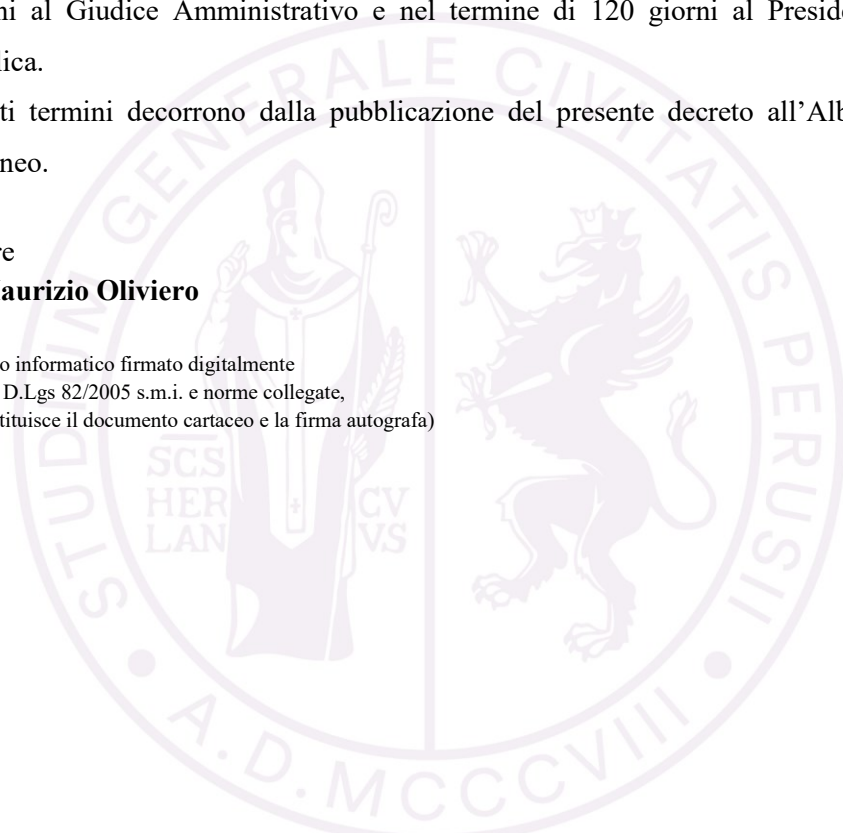 ni al Giudice Amministrativo e nel termine di 120 giorni al Preside
lica.
ti termini decorrono dalla pubblicazione del presente decreto all’Alb
neo.
re
Maurizio Oliviero
o informatico firmato digitalmente
D.Lgs 82/2005 s.m.i. e norme collegate,
tituisce il documento cartaceo e la firma autografa)
STUDIUM GENERALE CIVITATIS PERUSII
SCS
HER
LAN
CV
VS
A.D. MCCCVIII